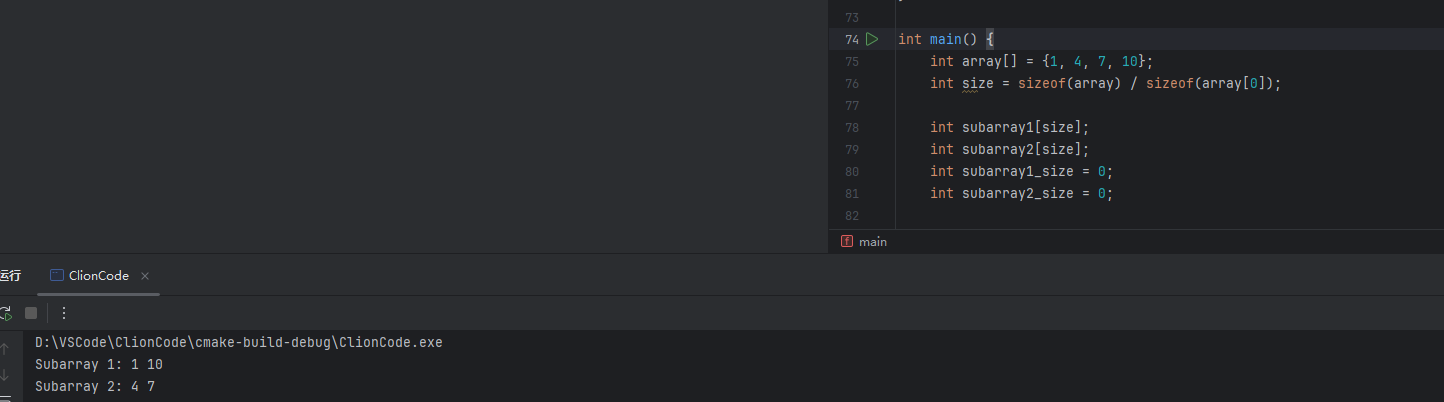 73
74 int main() {
75 int array[] = {1, 4, 7, 10};
76 int size = sizeof(array) / sizeof(array[0]);
77
78 int subarray1[size];
79 int subarray2[size];
80 int subarray1_size = 0;
81 int subarray2_size = 0;
82
f main
运行 ClionCode
D:\VSCode\ClionCode\cmake-build-debug\ClionCode.exe
Subarray 1: 1 10
Subarray 2: 4 7